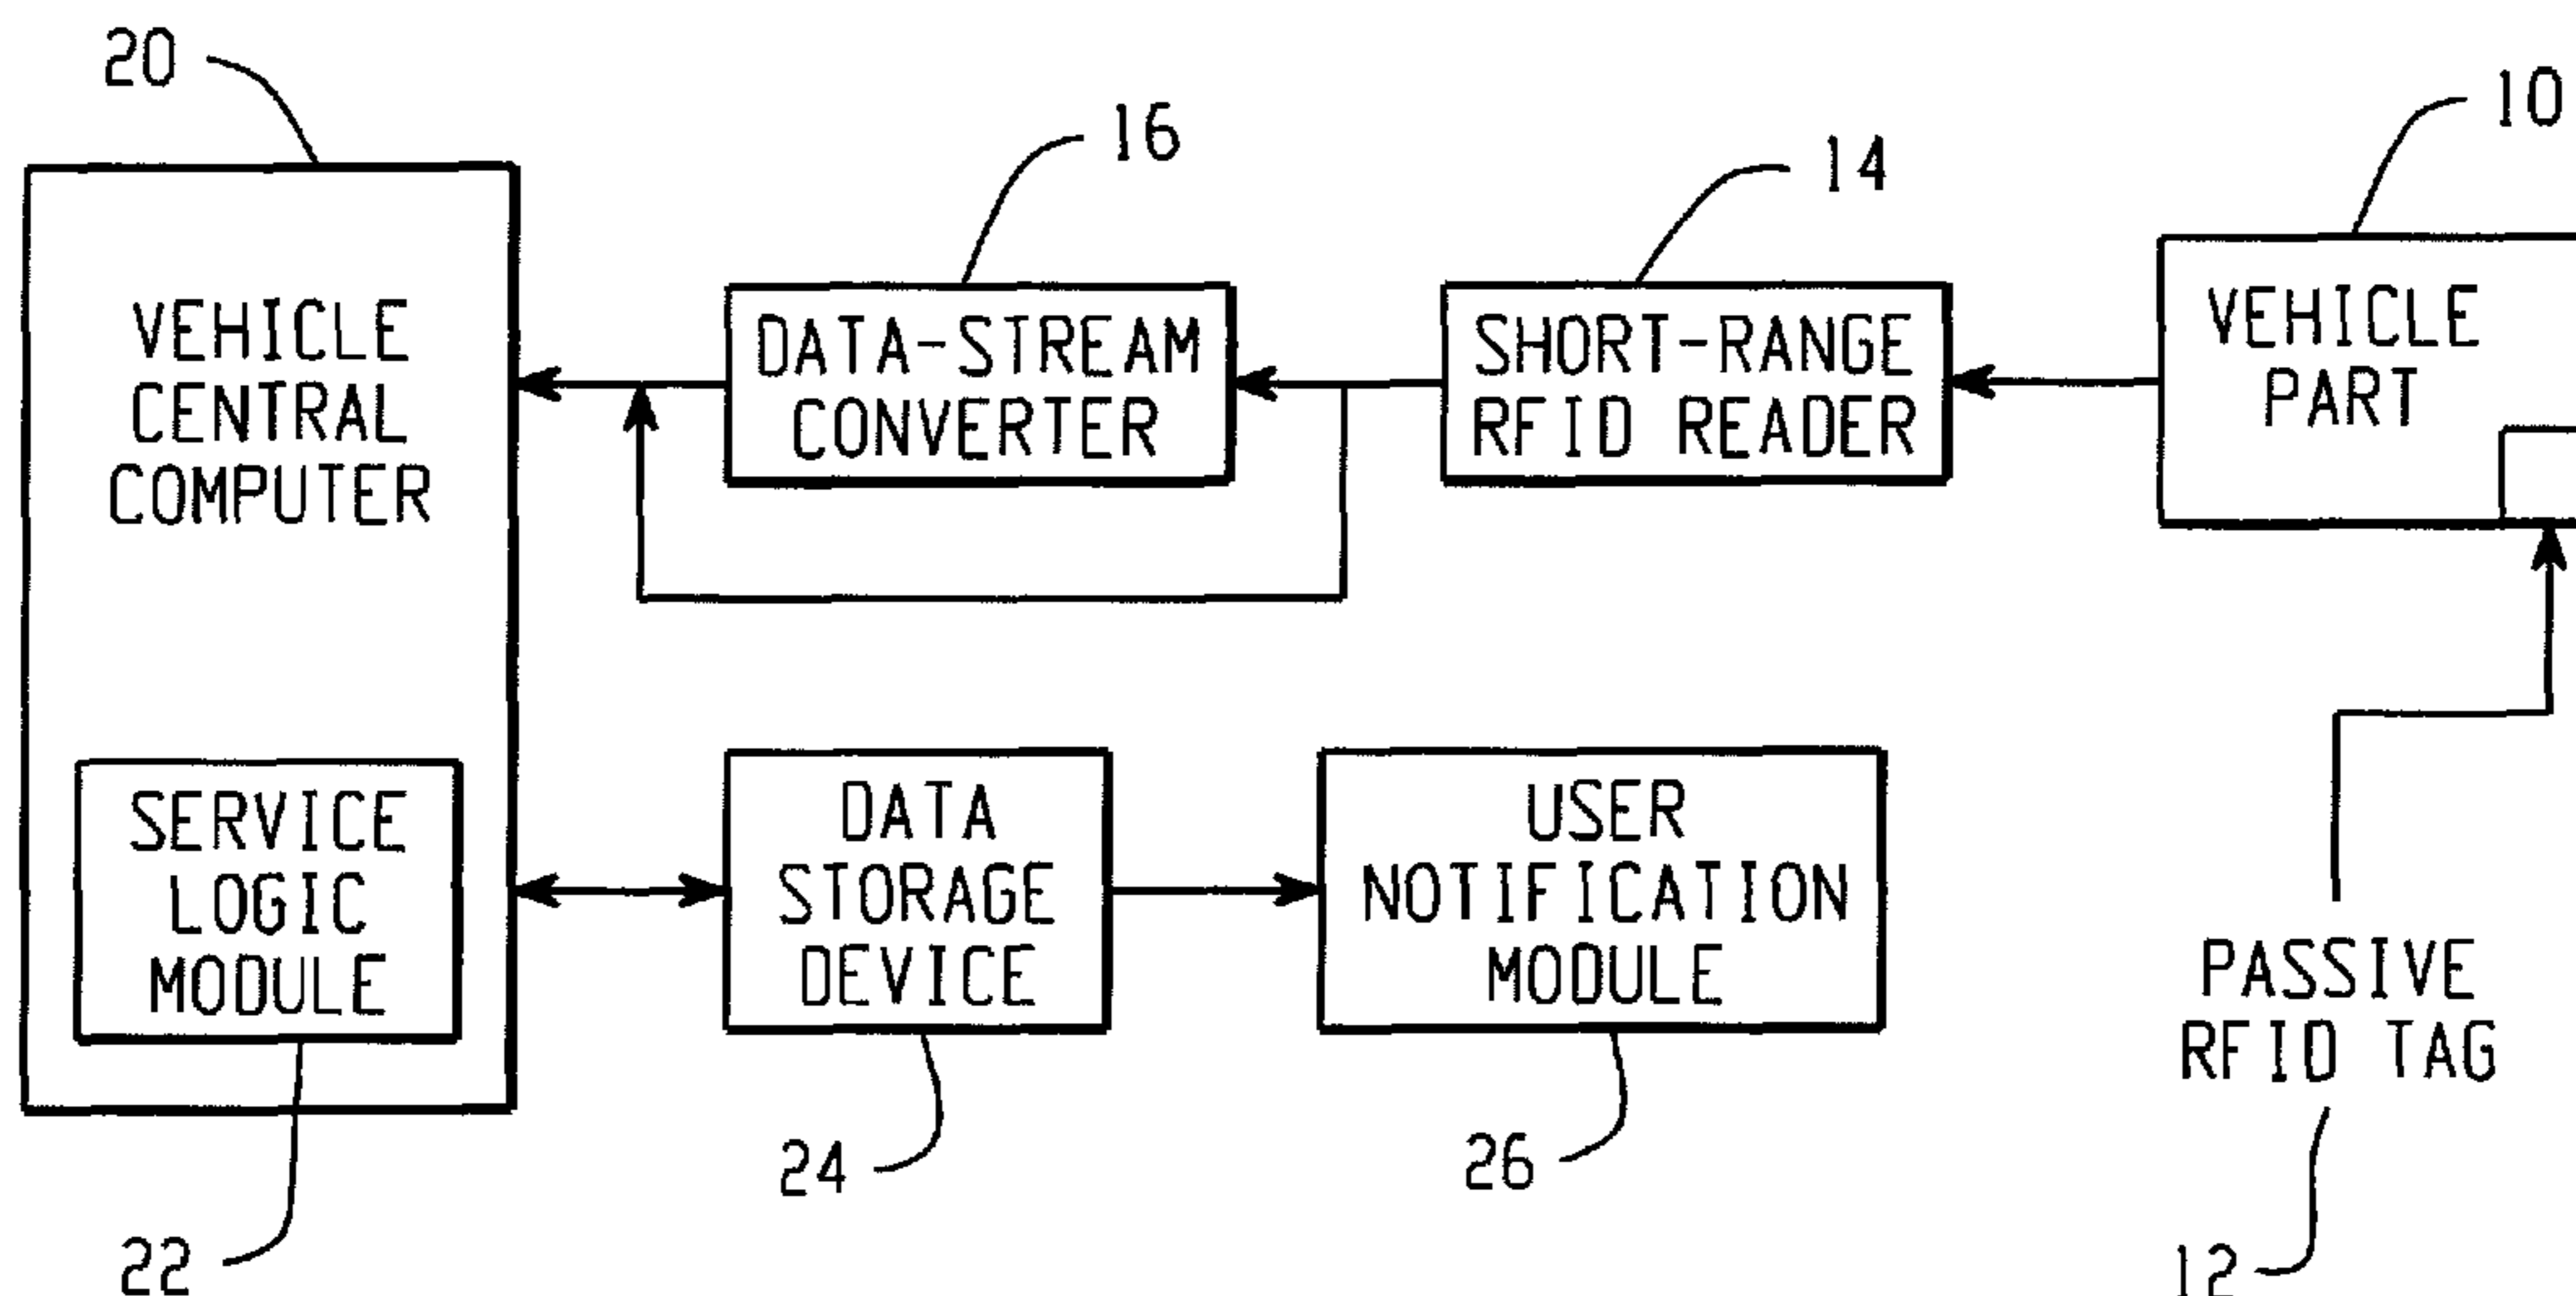 20
16
14
10
VEHICLE
CENTRAL
COMPUTER
DATA-STREAM
CONVERTER
SHORT-RANGE
RFID READER
VEHICLE
PART
SERVICE
LOGIC
MODULE
DATA
STORAGE
DEVICE
USER
NOTIFICATION
MODULE
PASSIVE
RFID TAG
22
24
26
12